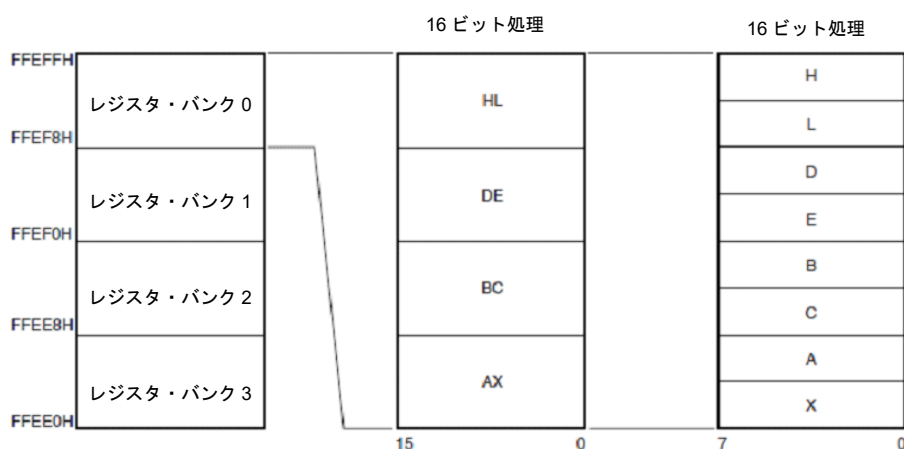 16 ビット処理
16 ビット処理
FFEFFH
レジスタ・バンク 0
HL
H
L
FFEF8H
レジスタ・バンク 1
DE
D
E
FFEF0H
レジスタ・バンク 2
BC
B
C
FFEE8H
レジスタ・バンク 3
AX
A
X
FFEE0H
15
0
7
0